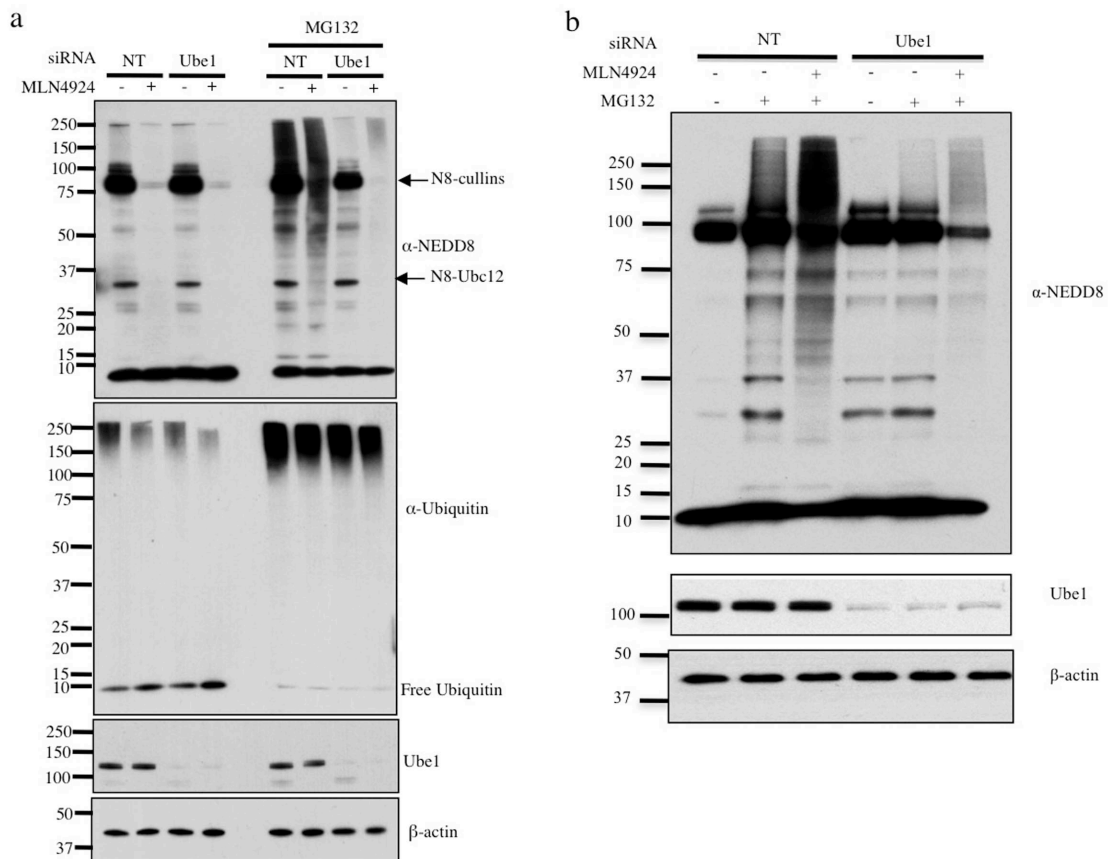 a
MG132
siRNA NT Ube1 NT Ube1
MLN4924 - + - + - + - +
250
150
100
75
50
37
25
20
15
10
N8-cullins
α-NEDD8
N8-Ubc12
250
150
100
75
50
37
25
20
15
10
α-Ubiquitin
Free Ubiquitin
250
150
100
Ube1
50
37
β-actin
b
siRNA NT Ube1
MLN4924 - - + - - +
MG132 - + + - + +
250
150
100
75
50
37
25
20
15
10
α-NEDD8
100
Ube1
50
37
β-actin